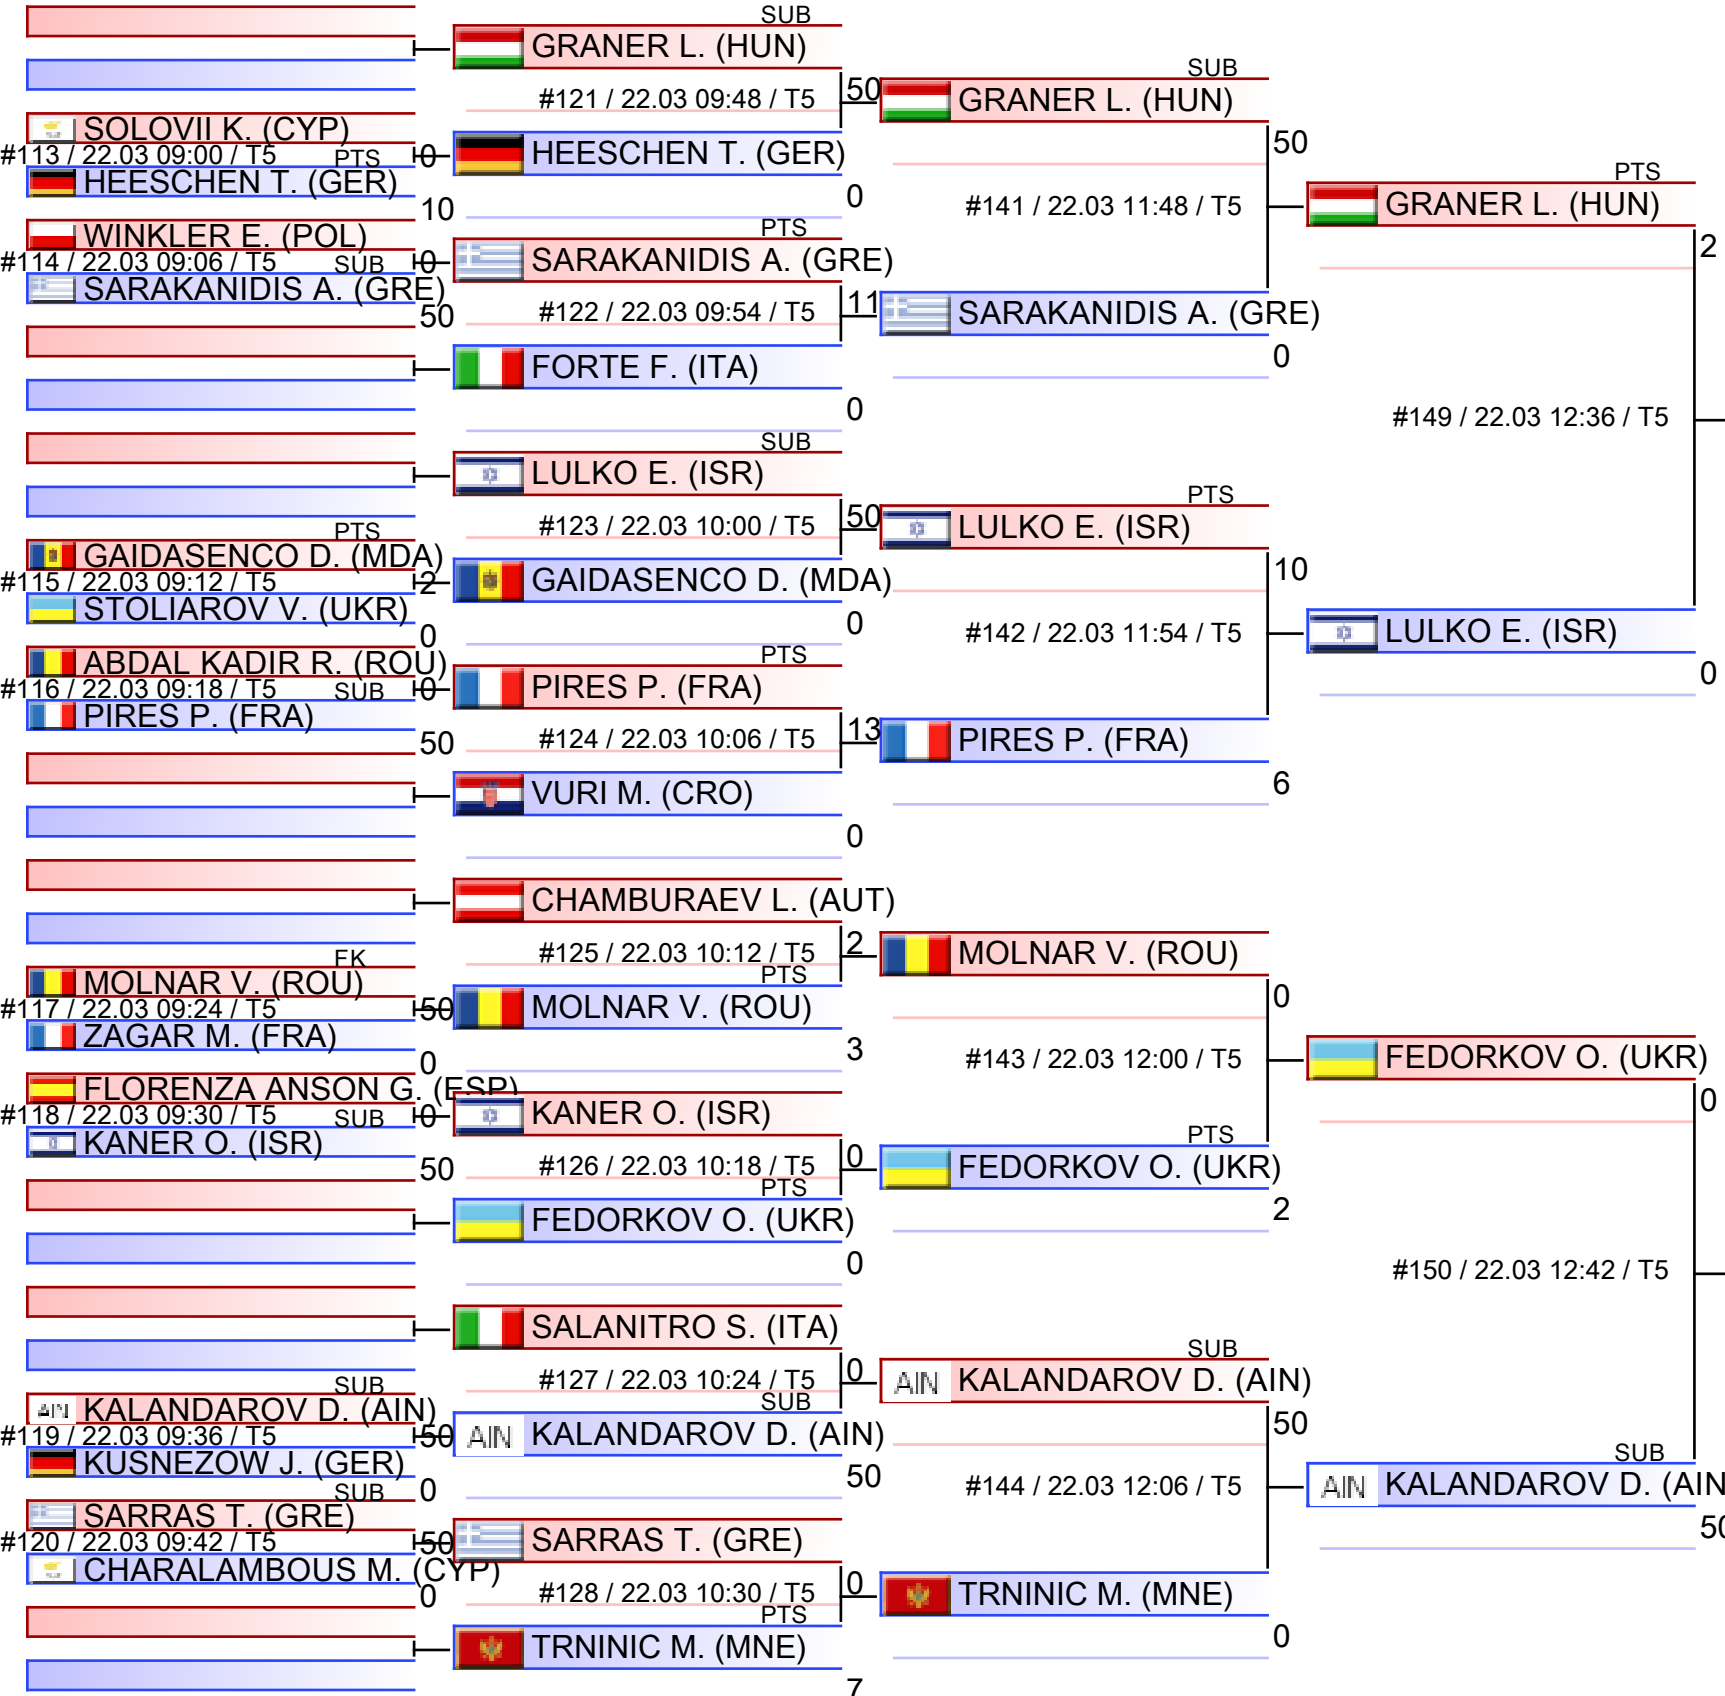 SOLOVII K. (CYP)
#113 / 22.03 09:00 / T5 PTS 0
HEESCHEN T. (GER)
10
WINKLER E. (POL)
#114 / 22.03 09:06 / T5 SUB 0
SARAKANIDIS A. (GRE)
50
PTS
GAIDASENCO D. (MDA)
#115 / 22.03 09:12 / T5 2
STOLIAROV V. (UKR)
0
ABDAL KADIR R. (ROU)
#116 / 22.03 09:18 / T5 SUB 0
PIRES P. (FRA)
50
FK
MOLNAR V. (ROU)
#117 / 22.03 09:24 / T5 50
ZAGAR M. (FRA)
0
FLORENZA ANSON G. (ESP)
#118 / 22.03 09:30 / T5 SUB 0
KANER O. (ISR)
50
SUB
AIN KALANDAROV D. (AIN)
#119 / 22.03 09:36 / T5 50
KUSNEZOW J. (GER)
0
SUB
SARRAS T. (GRE)
#120 / 22.03 09:42 / T5 50
CHARALAMBOUS M. (CYP)
0
SUB
GRANER L. (HUN)
#121 / 22.03 09:48 / T5 50
HEESCHEN T. (GER)
0
PTS
SARAKANIDIS A. (GRE)
#122 / 22.03 09:54 / T5 11
FORTE F. (ITA)
0
SUB
LULKO E. (ISR)
#123 / 22.03 10:00 / T5 50
GAIDASENCO D. (MDA)
0
PTS
PIRES P. (FRA)
#124 / 22.03 10:06 / T5 13
VURI M. (CRO)
0
CHAMBURAEV L. (AUT)
#125 / 22.03 10:12 / T5 2
PTS
MOLNAR V. (ROU)
3
KANER O. (ISR)
#126 / 22.03 10:18 / T5 0
PTS
FEDORKOV O. (UKR)
0
SALANITRO S. (ITA)
#127 / 22.03 10:24 / T5 0
SUB
AIN KALANDAROV D. (AIN)
50
SARRAS T. (GRE)
#128 / 22.03 10:30 / T5 0
PTS
TRNINIC M. (MNE)
7
SUB
GRANER L. (HUN)
50
#141 / 22.03 11:48 / T5
SARAKANIDIS A. (GRE)
0
PTS
LULKO E. (ISR)
10
#142 / 22.03 11:54 / T5
PIRES P. (FRA)
6
MOLNAR V. (ROU)
0
#143 / 22.03 12:00 / T5
PTS
FEDORKOV O. (UKR)
2
SUB
AIN KALANDAROV D. (AIN)
50
#144 / 22.03 12:06 / T5
TRNINIC M. (MNE)
0
PTS
GRANER L. (HUN)
2
#149 / 22.03 12:36 / T5
LULKO E. (ISR)
0
FEDORKOV O. (UKR)
0
#150 / 22.03 12:42 / T5
SUB
AIN KALANDAROV D. (AIN
50